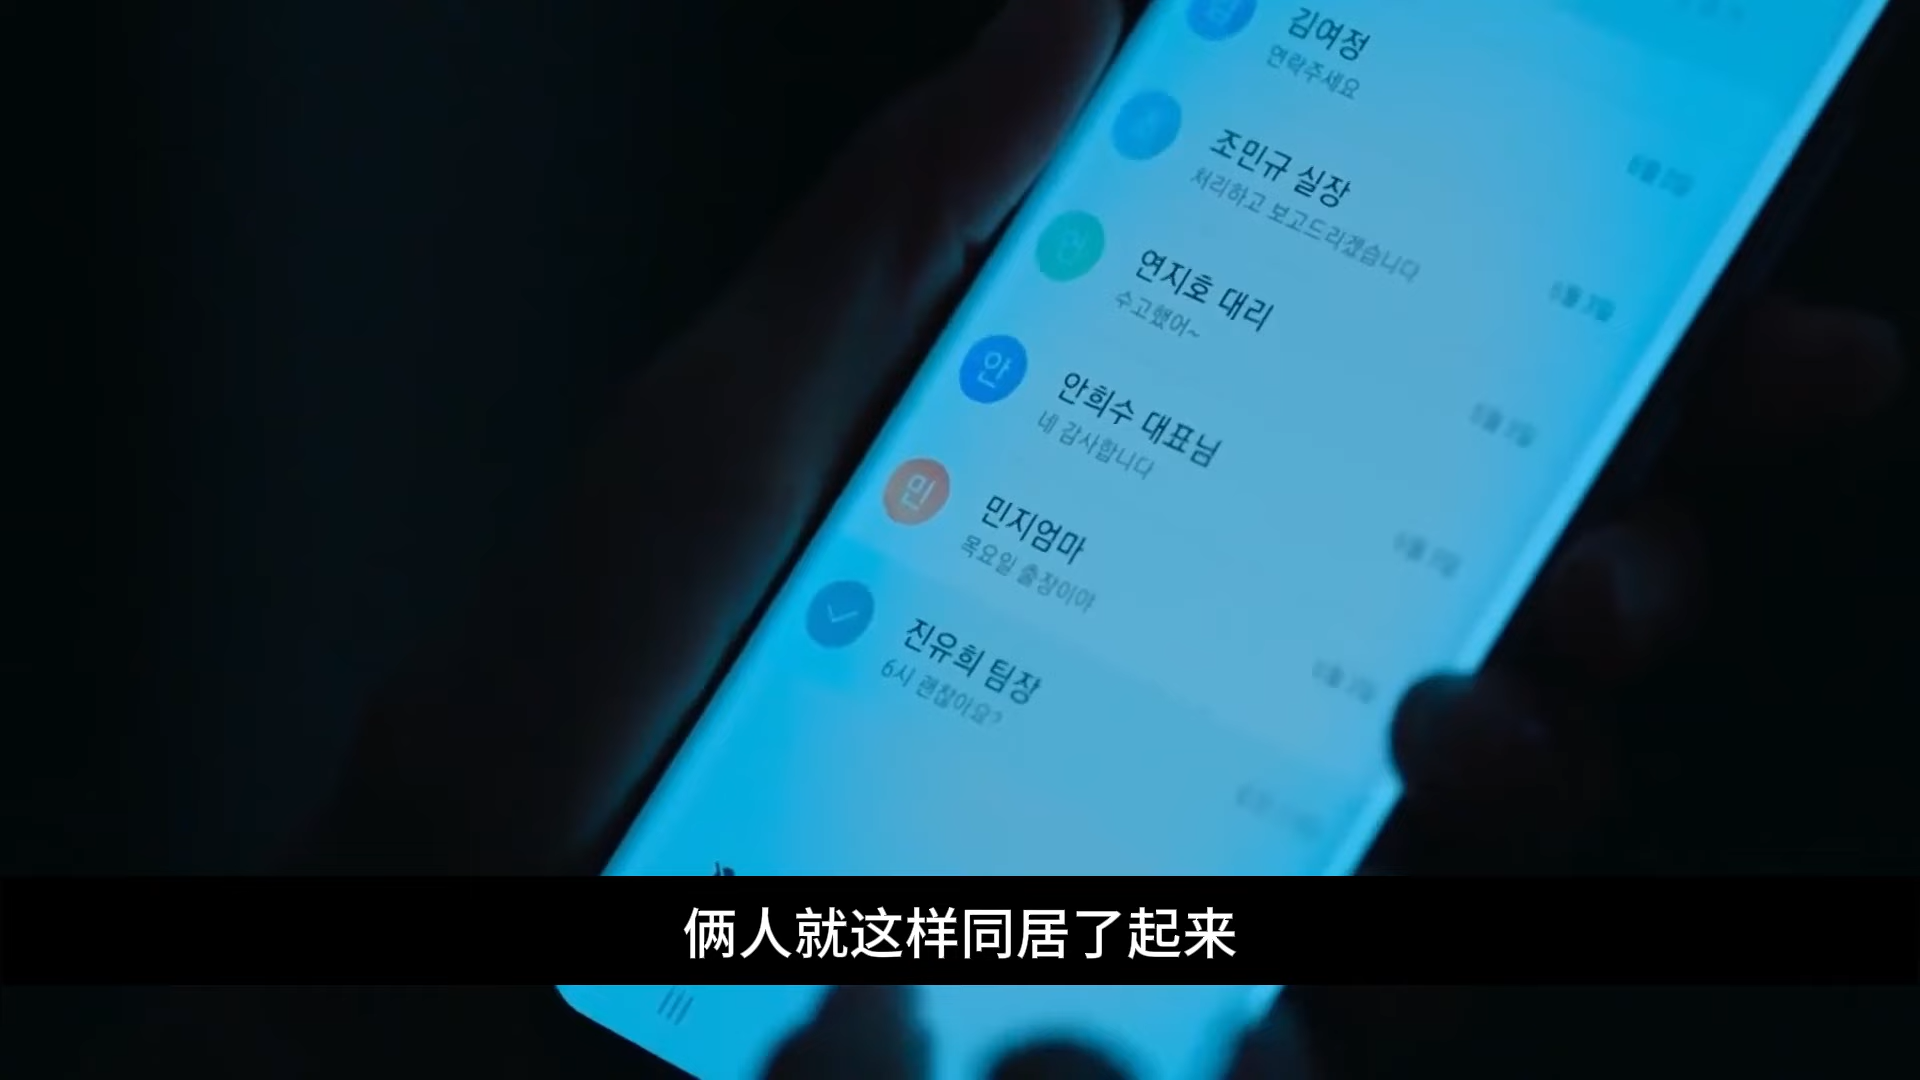 김여정
연락주세요
조민규 실장
처리하고 보고드리겠습니다
연지호 대리
수고했어~
안
안희수 대표님
네 감사합니다
민
민지엄마
목요일 출장이야
진유희 팀장
6시 괜찮아요?
俩人就这样同居了起来